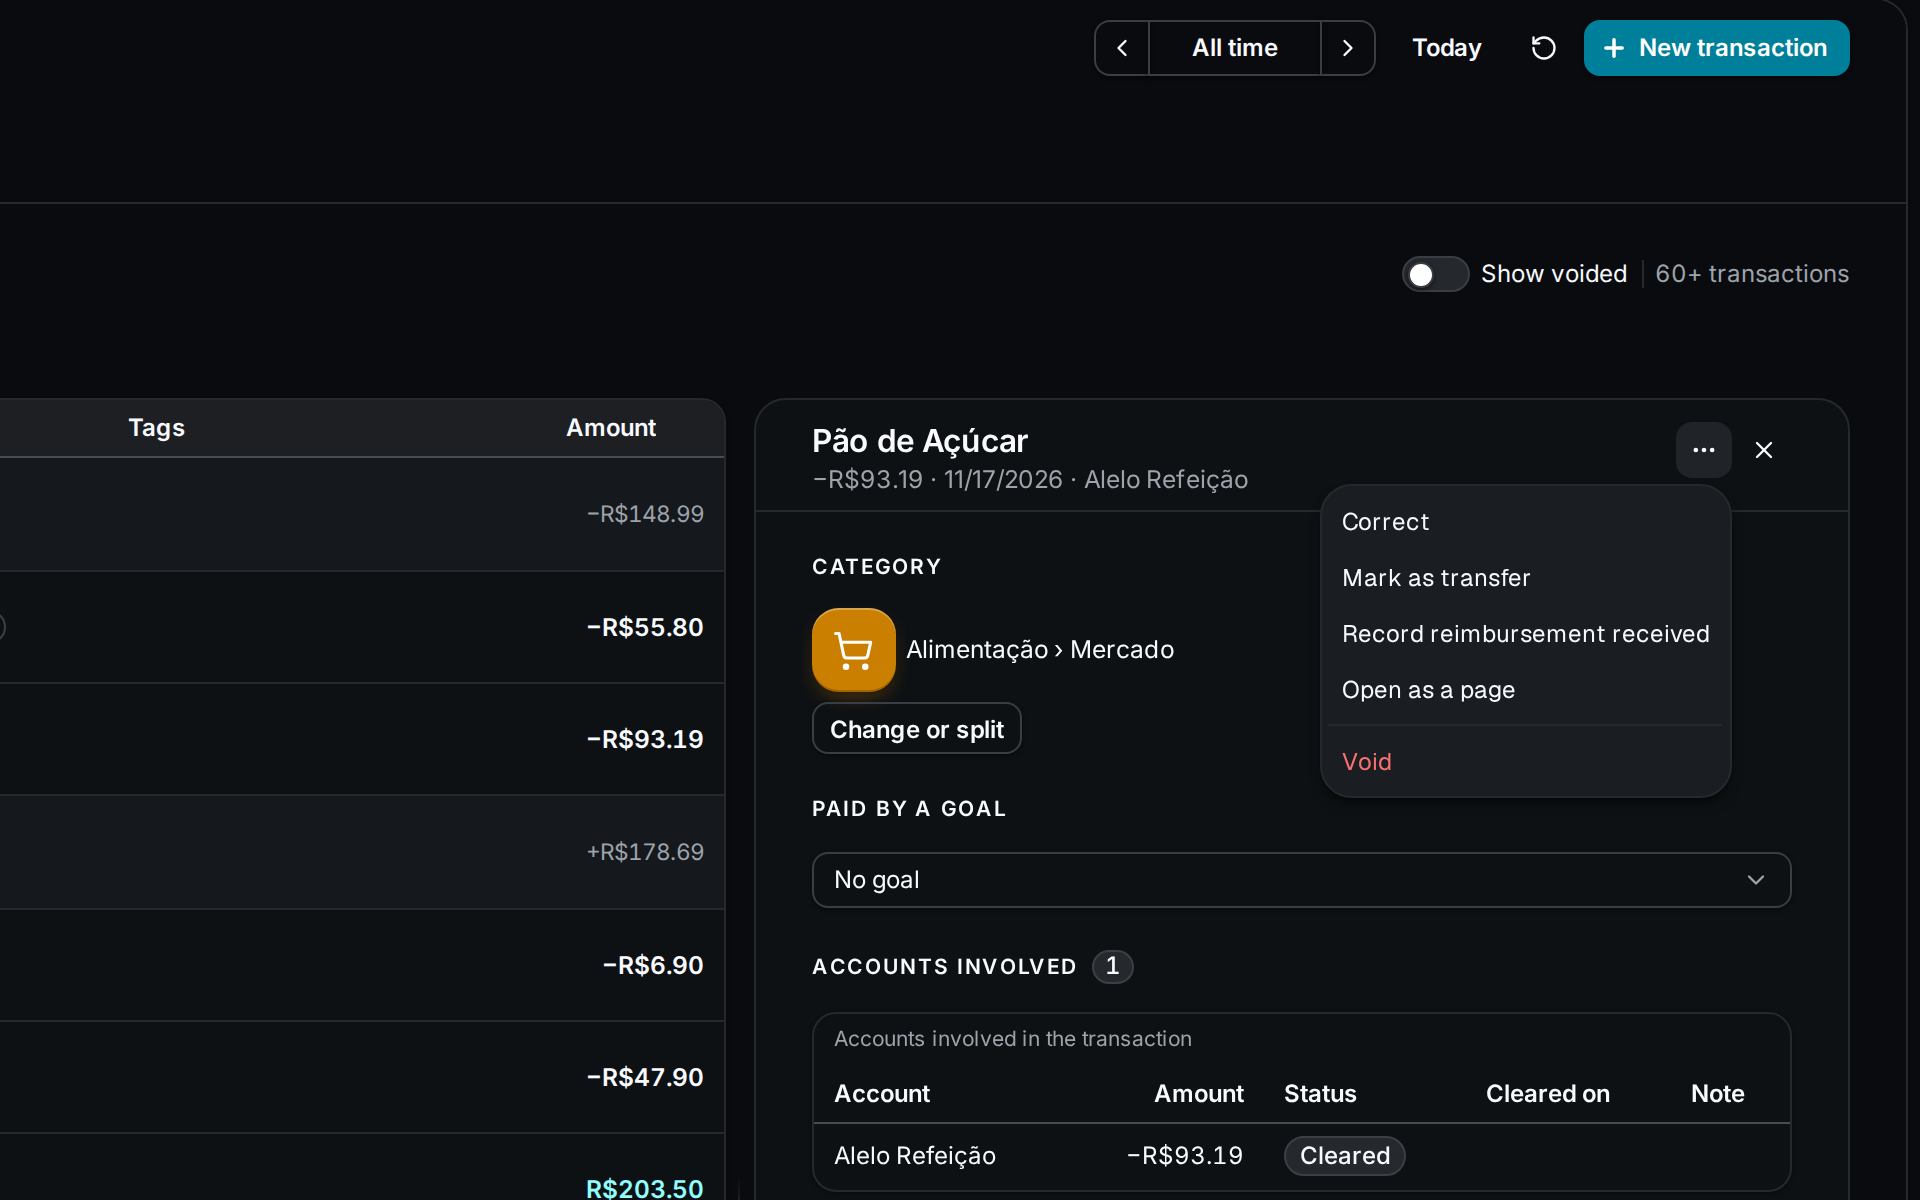 All time
Today
New transaction
Show voided
60+ transactions
Tags
Amount
−R$148.99
−R$55.80
−R$93.19
+R$178.69
−R$6.90
−R$47.90
R$203.50
Pão de Açúcar
−R$93.19 · 11/17/2026 · Alelo Refeição
Correct
Mark as transfer
Record reimbursement received
Open as a page
Void
CATEGORY
Alimentação › Mercado
Change or split
PAID BY A GOAL
No goal
ACCOUNTS INVOLVED 1
Accounts involved in the transaction
Account Amount Status Cleared on Note
Alelo Refeição −R$93.19 Cleared